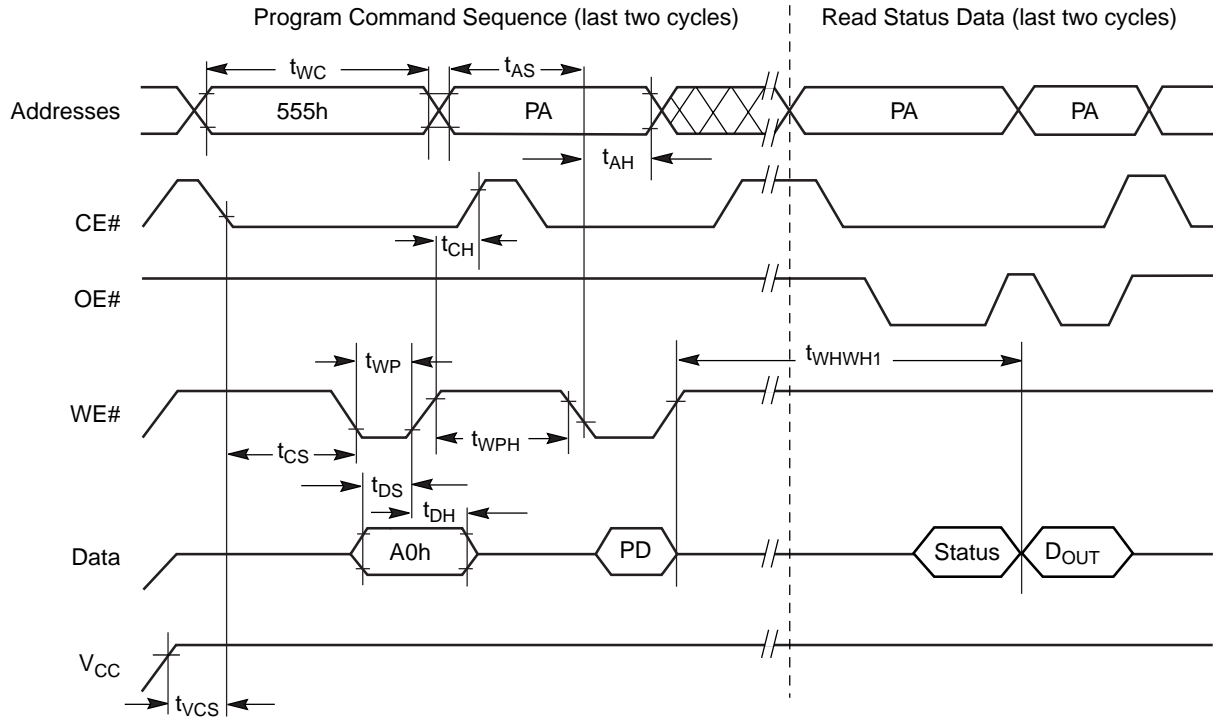 Program Command Sequence (last two cycles) Read Status Data (last two cycles)
tWC tAS
Addresses 555h PA PA PA
tAH
CE#
tCH
OE#
tWP tWHWH1
WE#
tCS tWPH
tDS
tDH
Data A0h PD Status DOUT
VCC
tVCS